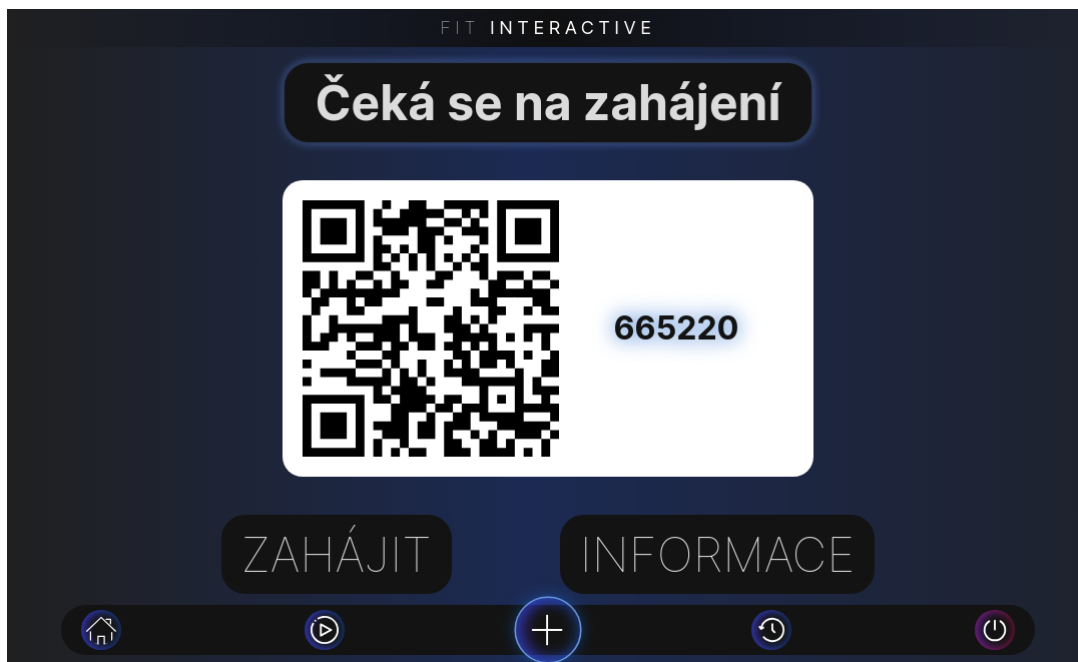 FIT INTERACTIVE
Čeká se na zahájení
665220
ZAHÁJIT
INFORMACE